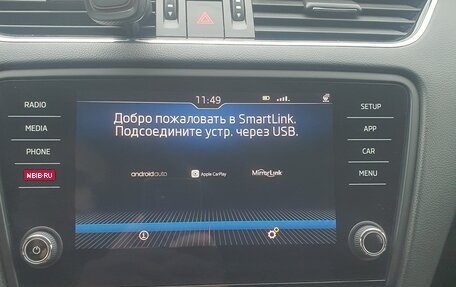 11:49
RADIO
MEDIA
PHONE
NBIB·RU
Добро пожаловать в SmartLink.
Подсоедините устр. через USB.
androidauto
Apple CarPlay
MirrorLink
SETUP
APP
CAR
MENU